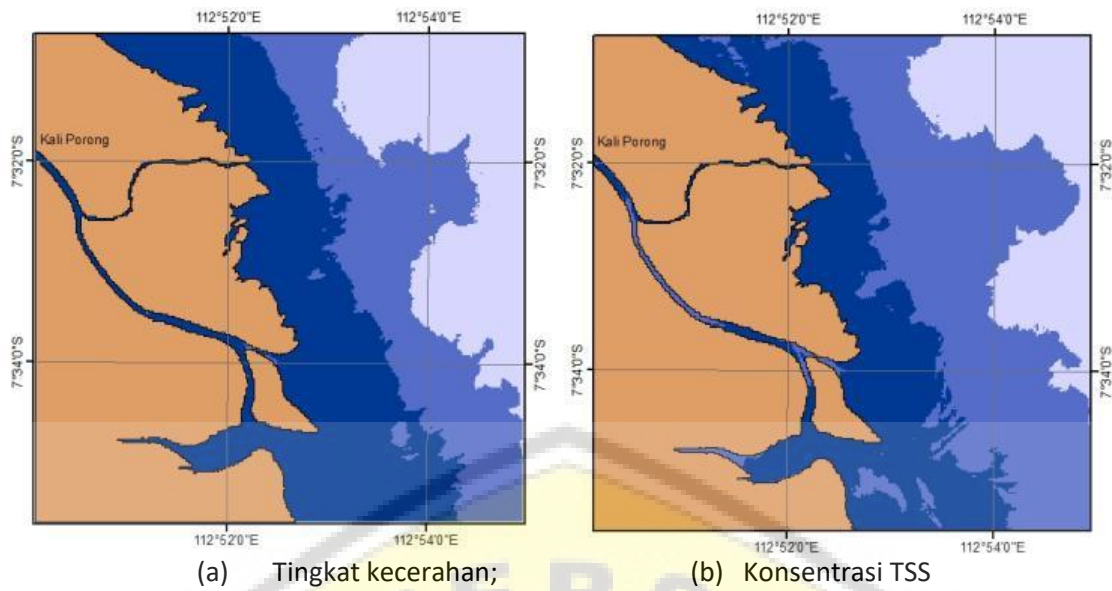 112°52'0"E 112°54'0"E 112°52'0"E 112°54'0"E
Kali Porong Kali Porong
7°32'0"S 7°32'0"S 7°32'0"S 7°32'0"S
7°34'0"S 7°34'0"S 7°34'0"S 7°34'0"S
112°52'0"E 112°54'0"E 112°52'0"E 112°54'0"E
(a) Tingkat kecerahan; (b) Konsentrasi TSS